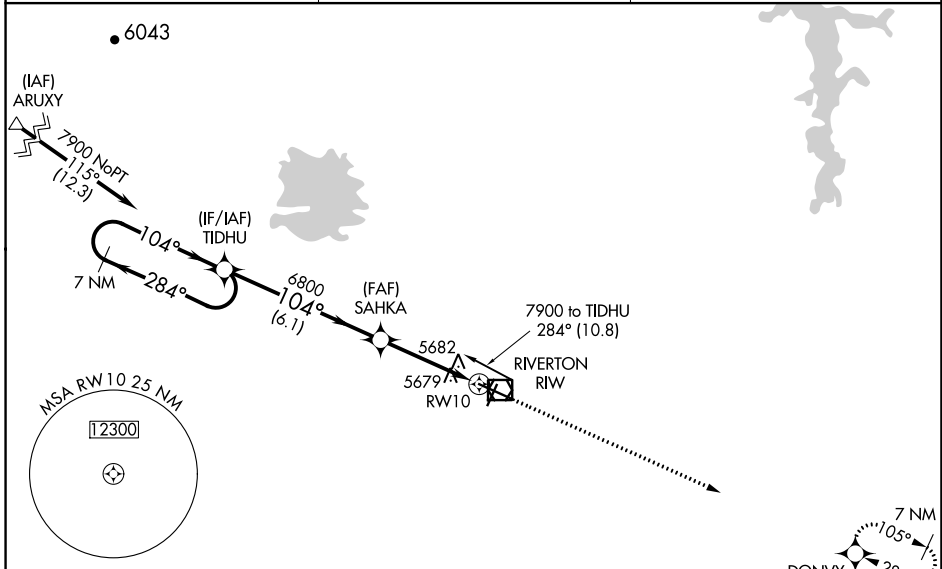 6043
(IAF)
ARUXY
7900 NoPT
115°
(12.3)
104°
(IF/IAF)
TIDHU
7 NM
284°
6800
104°
(6.1)
(FAF)
SAHKA
7900 to TIDHU
284° (10.8)
5682
5679
RW10
RIVERTON
RIW
MSA RW10 25 NM
12300
7 NM
105°